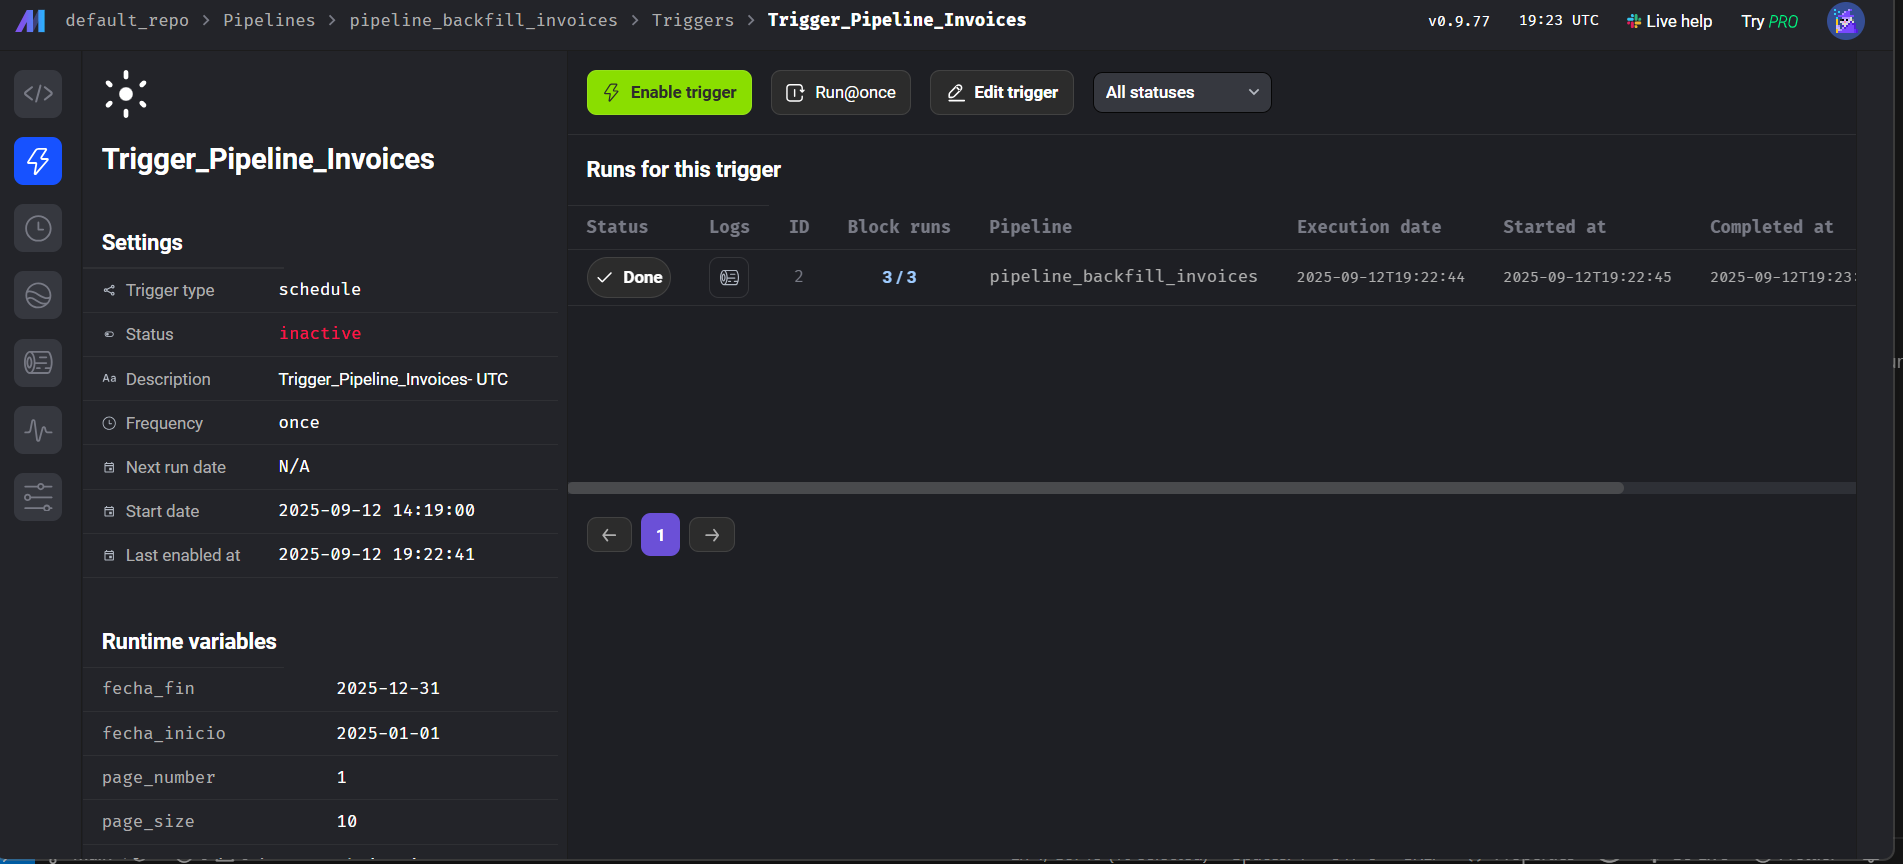 default_repo > Pipelines > pipeline_backfill_invoices > Triggers > Trigger_Pipeline_Invoices
v0.9.77 19:23 UTC Live help Try PRO
Enable trigger Run@once Edit trigger All statuses
Trigger_Pipeline_Invoices
Settings
Trigger type schedule
Status inactive
Aa Description Trigger_Pipeline_Invoices- UTC
Frequency once
Next run date N/A
Start date 2025-09-12 14:19:00
Last enabled at 2025-09-12 19:22:41
Runtime variables
fecha_fin 2025-12-31
fecha_inicio 2025-01-01
page_number 1
page_size 10
Runs for this trigger
Status Logs ID Block runs Pipeline Execution date Started at Completed at
Done 2 3/3 pipeline_backfill_invoices 2025-09-12T19:22:44 2025-09-12T19:22:45 2025-09-12T19:23:
1